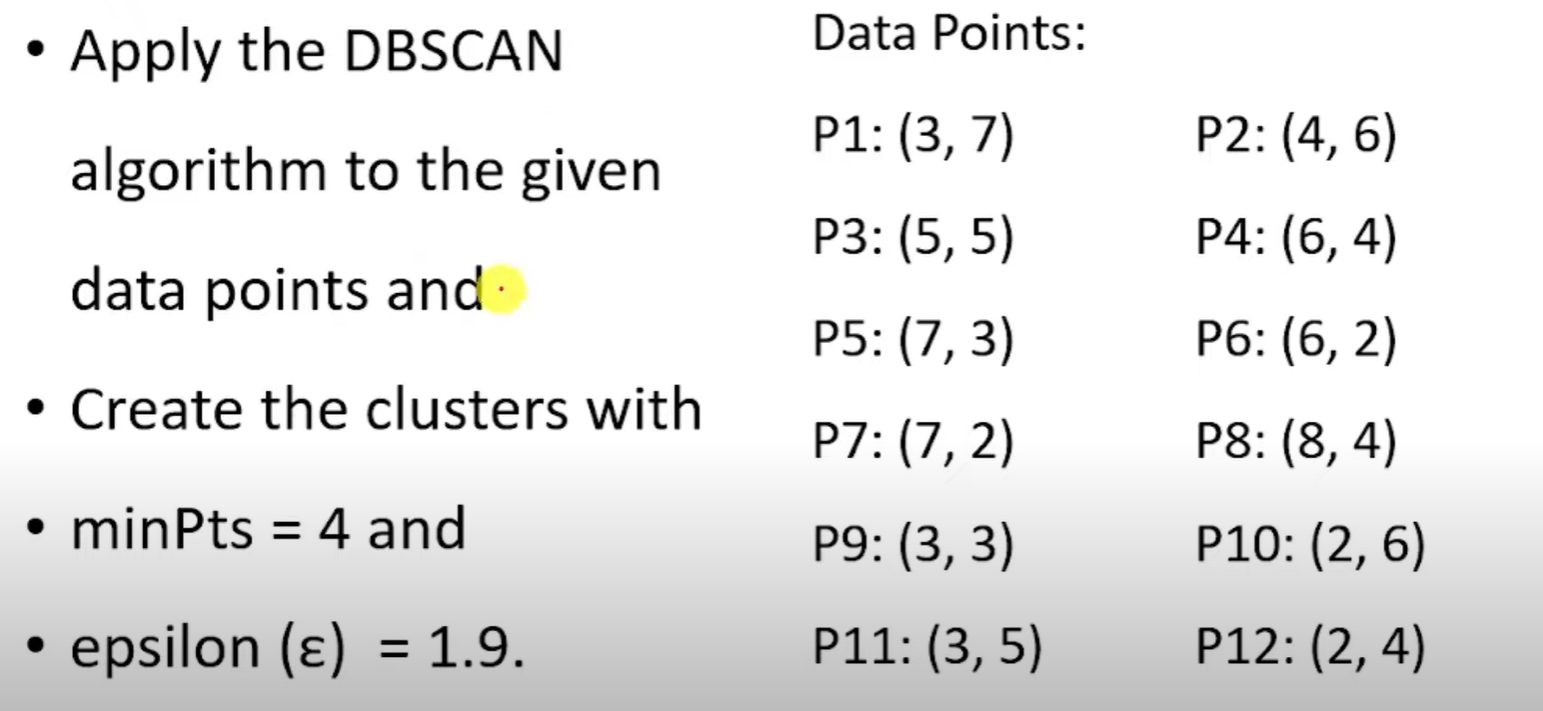 • Apply the DBSCAN
algorithm to the given
data points and
• Create the clusters with
• minPts = 4 and
• epsilon (ε) = 1.9.
Data Points:
P1: (3, 7) P2: (4, 6)
P3: (5, 5) P4: (6, 4)
P5: (7, 3) P6: (6, 2)
P7: (7, 2) P8: (8, 4)
P9: (3, 3) P10: (2, 6)
P11: (3, 5) P12: (2, 4)